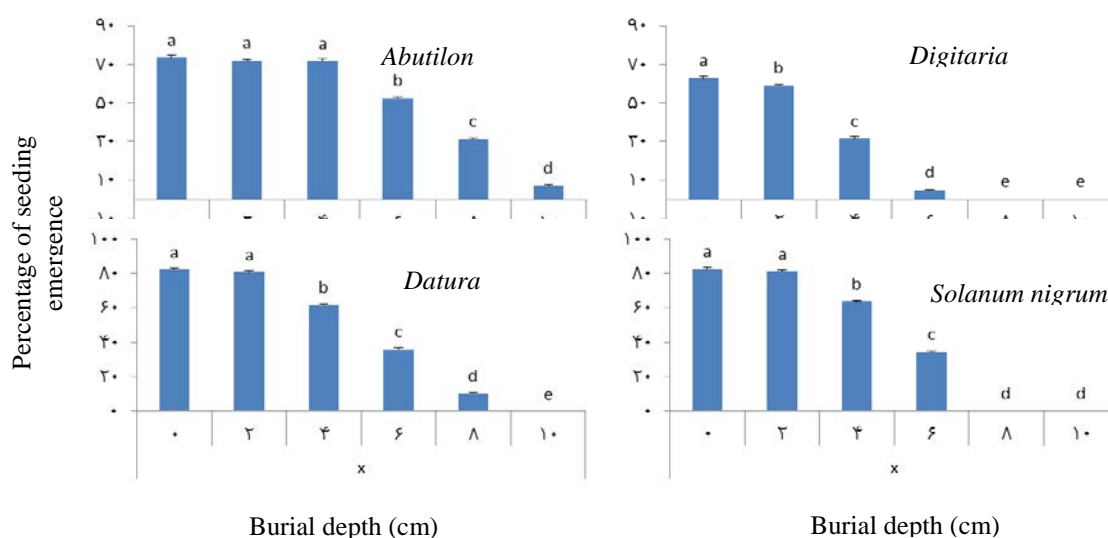 Percentage of seeding
emergence
Abutilon
۹۰
۷۰
۵۰
۳۰
۱۰
a a a b c d
Digitaria
۹۰
۷۰
۵۰
۳۰
۱۰
a b c d e e
Datura
۱۰۰
۸۰
۶۰
۴۰
۲۰
۰
a a b c d e
۰ ۲ ۴ ۶ ۸ ۱۰
x
Burial depth (cm)
Solanum nigrum
۱۰۰
۸۰
۶۰
۴۰
۲۰
۰
a a b c d d
۰ ۲ ۴ ۶ ۸ ۱۰
x
Burial depth (cm)